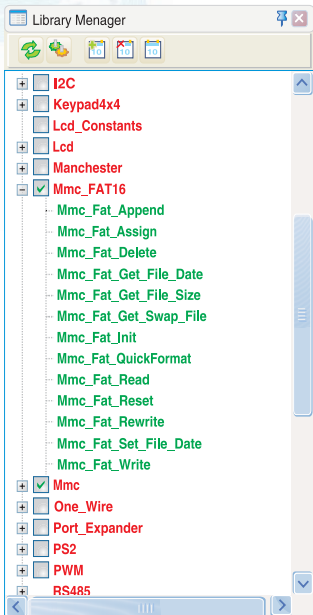 Library Menager
I2C
Keypad4x4
Lcd_Constants
Lcd
Manchester
Mmc_FAT16
Mmc_Fat_Append
Mmc_Fat_Assign
Mmc_Fat_Delete
Mmc_Fat_Get_File_Date
Mmc_Fat_Get_File_Size
Mmc_Fat_Get_Swap_File
Mmc_Fat_Init
Mmc_Fat_QuickFormat
Mmc_Fat_Read
Mmc_Fat_Reset
Mmc_Fat_Rewrite
Mmc_Fat_Set_File_Date
Mmc_Fat_Write
Mmc
One_Wire
Port_Expander
PS2
PWM
RS485